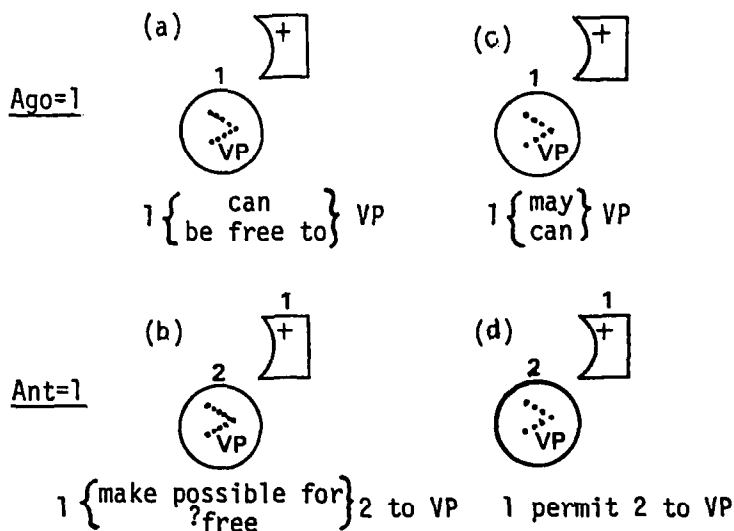 (a) + (c) +
1 1
Ago=1
VP VP
1 { can / be free to } VP 1 { may / can } VP
1 1
(b) + (d) +
2 2
Ant=1
VP VP
1 { make possible for / ?free } 2 to VP 1 permit 2 to VP